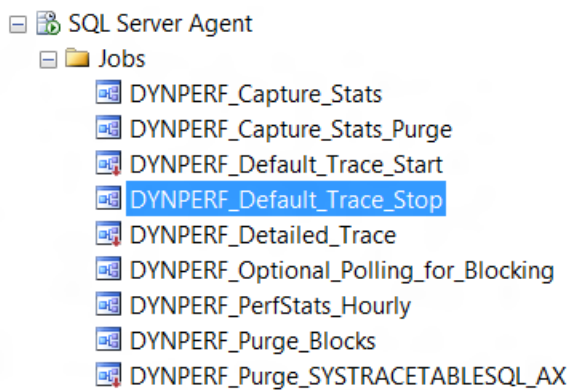 SQL Server Agent
Jobs
DYNPERF_Capture_Stats
DYNPERF_Capture_Stats_Purge
DYNPERF_Default_Trace_Start
DYNPERF_Default_Trace_Stop
DYNPERF_Detailed_Trace
DYNPERF_Optional_Polling_for_Blocking
DYNPERF_PerfStats_Hourly
DYNPERF_Purge_Blocks
DYNPERF_Purge_SYSTRACETABLESQL_AX